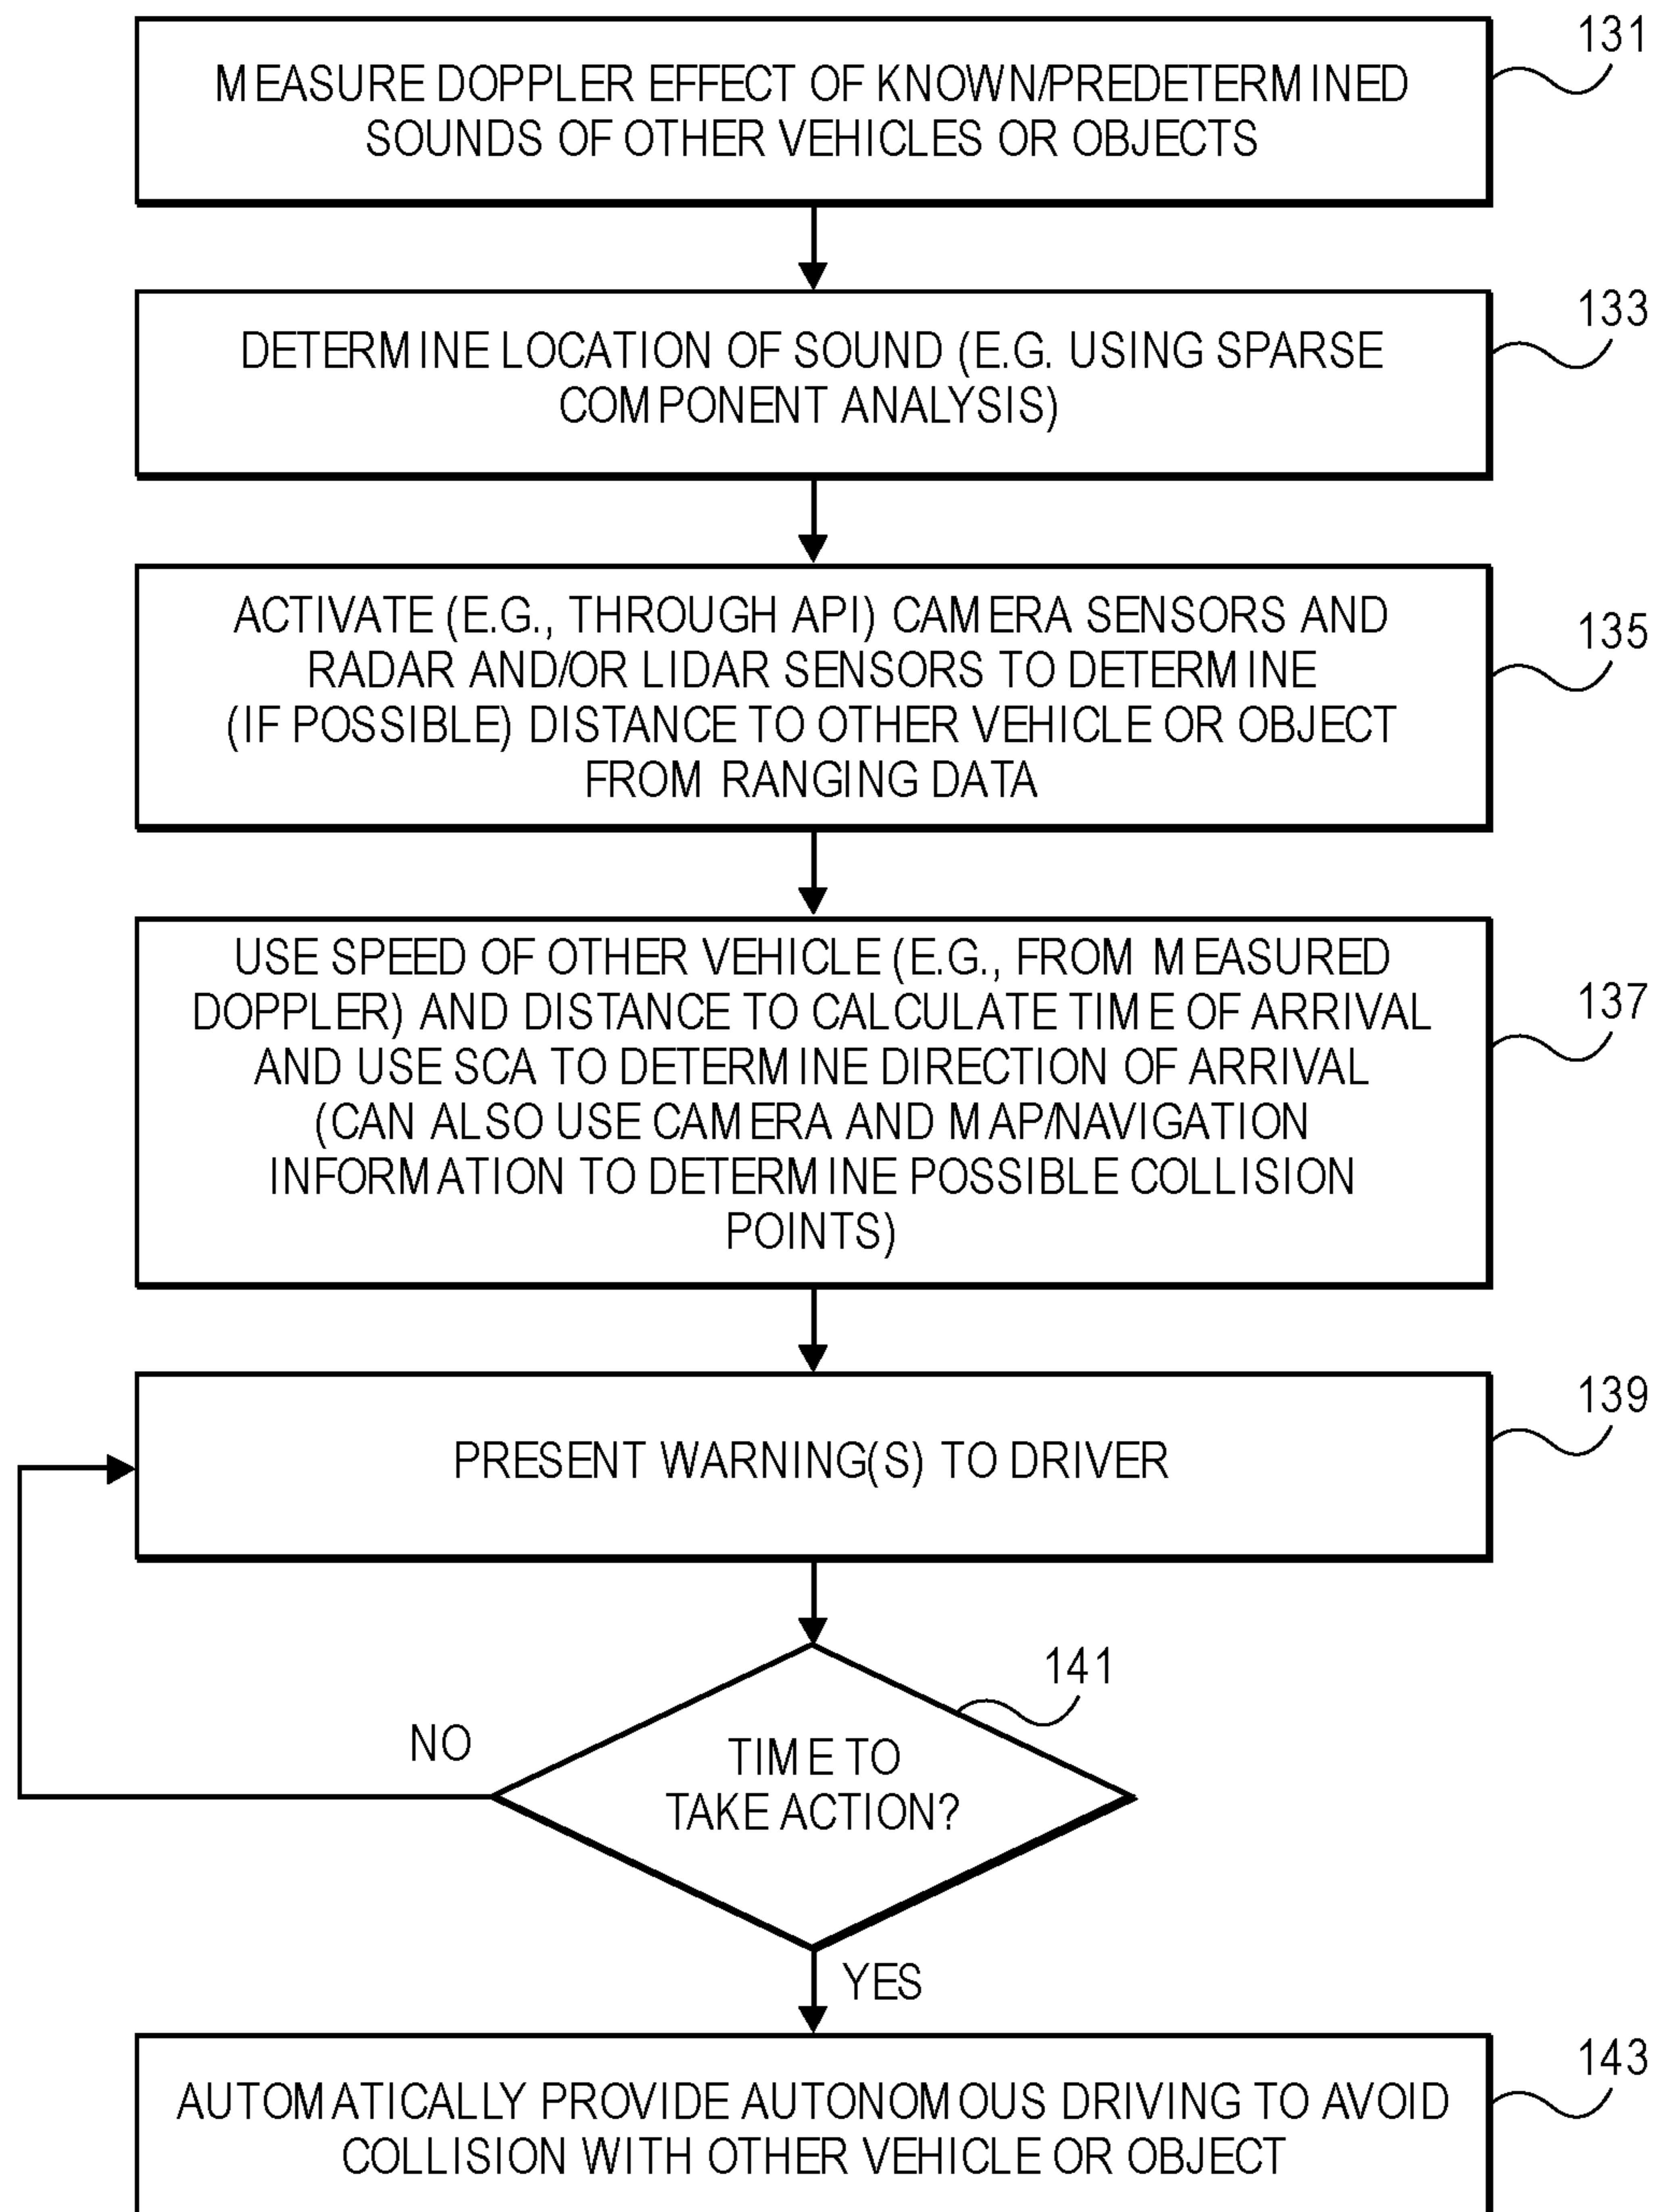 131
MEASURE DOPPLER EFFECT OF KNOWN/PREDETERMINED
SOUNDS OF OTHER VEHICLES OR OBJECTS
133
DETERMINE LOCATION OF SOUND (E.G. USING SPARSE
COMPONENT ANALYSIS)
135
ACTIVATE (E.G., THROUGH API) CAMERA SENSORS AND
RADAR AND/OR LIDAR SENSORS TO DETERMINE
(IF POSSIBLE) DISTANCE TO OTHER VEHICLE OR OBJECT
FROM RANGING DATA
137
USE SPEED OF OTHER VEHICLE (E.G., FROM MEASURED
DOPPLER) AND DISTANCE TO CALCULATE TIME OF ARRIVAL
AND USE SCA TO DETERMINE DIRECTION OF ARRIVAL
(CAN ALSO USE CAMERA AND MAP/NAVIGATION
INFORMATION TO DETERMINE POSSIBLE COLLISION
POINTS)
139
PRESENT WARNING(S) TO DRIVER
141
NO
TIME TO
TAKE ACTION?
YES
143
AUTOMATICALLY PROVIDE AUTONOMOUS DRIVING TO AVOID
COLLISION WITH OTHER VEHICLE OR OBJECT